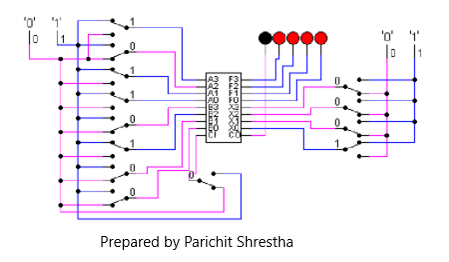 '0' '1'
0 1
1
0
1
1
0
1
0
0
0
A3 F3
A2 F2
A1 F1
A0 F0
B3 X3
B2 X2
B1 X1
B0 X0
CI CO
'0' '1'
0 1
0
0
1
Prepared by Parichit Shrestha